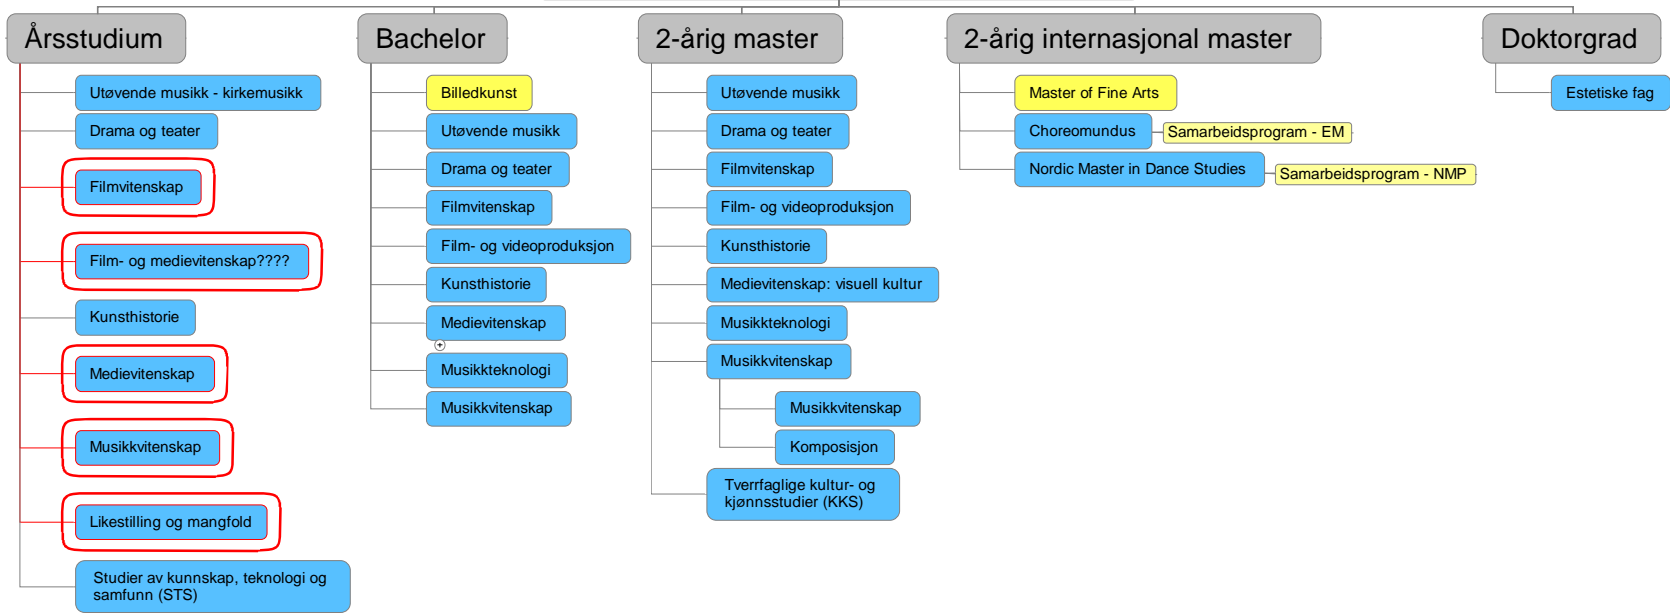 Årsstudium
Utøvende musikk - kirkemusikk
Drama og teater
Filmvitenskap
Film- og medievitenskap????
Kunsthistorie
Medievitenskap
Musikkvitenskap
Likestilling og mangfold
Studier av kunnskap, teknologi og
samfunn (STS)
Bachelor
Billedkunst
Utøvende musikk
Drama og teater
Filmvitenskap
Film- og videoproduksjon
Kunsthistorie
Medievitenskap
Musikkteknologi
Musikkvitenskap
2-årig master
Utøvende musikk
Drama og teater
Filmvitenskap
Film- og videoproduksjon
Kunsthistorie
Medievitenskap: visuell kultur
Musikkteknologi
Musikkvitenskap
Musikkvitenskap
Komposisjon
Tverrfaglige kultur- og
kjønnsstudier (KKS)
2-årig internasjonal master
Master of Fine Arts
Choreomundus
Samarbeidsprogram - EM
Nordic Master in Dance Studies
Samarbeidsprogram - NMP
Doktorgrad
Estetiske fag